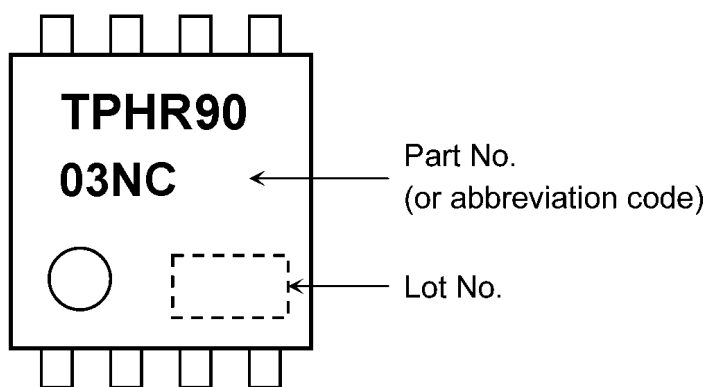 TPHR90
03NC
Part No.
(or abbreviation code)
Lot No.